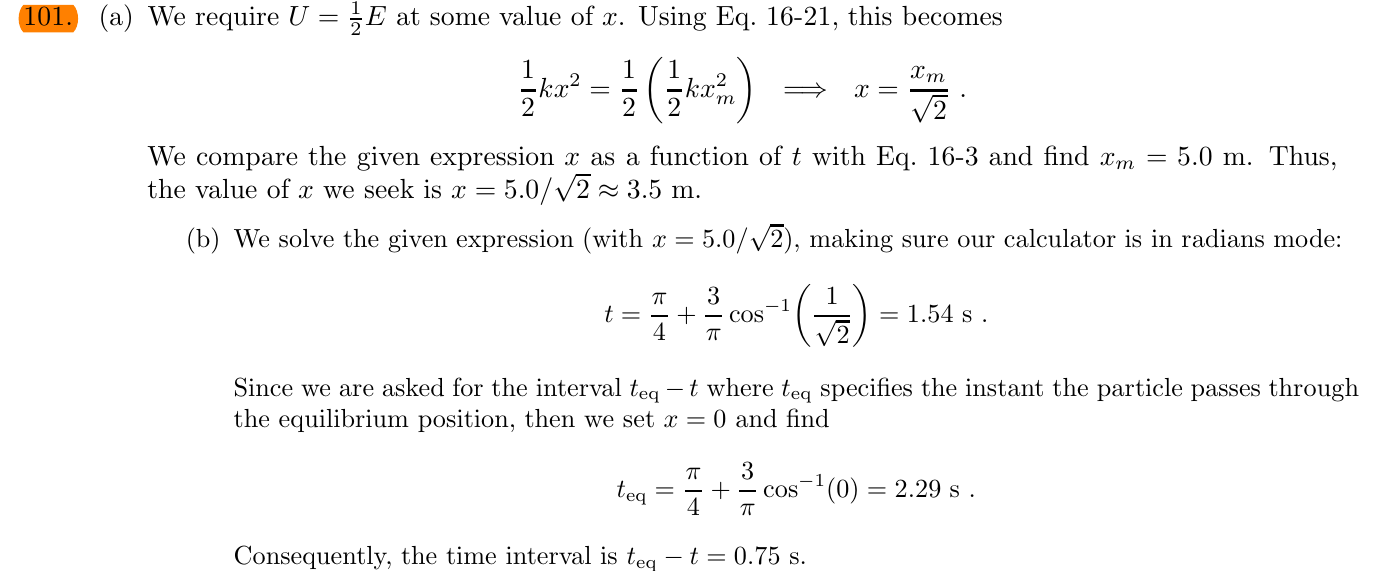 101. (a) We require U = ½E at some value of x. Using Eq. 16-21, this becomes
1/2 kx² = 1/2 (1/2 kx_m²) ⟹ x = x_m/√2 .
We compare the given expression x as a function of t with Eq. 16-3 and find x_m = 5.0 m. Thus,
the value of x we seek is x = 5.0/√2 ≈ 3.5 m.
(b) We solve the given expression (with x = 5.0/√2), making sure our calculator is in radians mode:
t = π/4 + 3/π cos⁻¹(1/√2) = 1.54 s .
Since we are asked for the interval t_eq − t where t_eq specifies the instant the particle passes through
the equilibrium position, then we set x = 0 and find
t_eq = π/4 + 3/π cos⁻¹(0) = 2.29 s .
Consequently, the time interval is t_eq − t = 0.75 s.